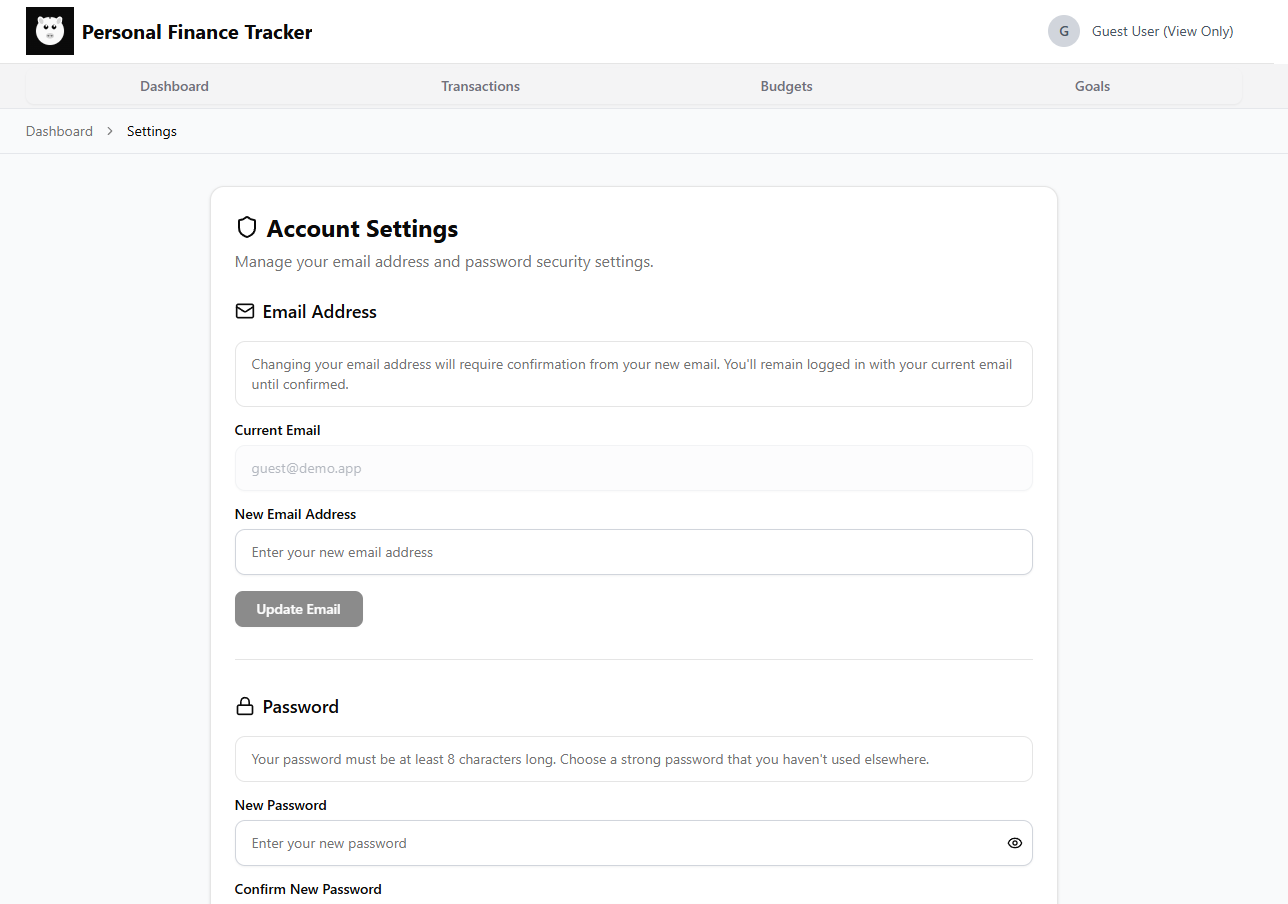 Personal Finance Tracker
G
Guest User (View Only)
Dashboard
Transactions
Budgets
Goals
Dashboard > Settings
Account Settings
Manage your email address and password security settings.
Email Address
Changing your email address will require confirmation from your new email. You'll remain logged in with your current email
until confirmed.
Current Email
guest@demo.app
New Email Address
Enter your new email address
Update Email
Password
Your password must be at least 8 characters long. Choose a strong password that you haven't used elsewhere.
New Password
Enter your new password
Confirm New Password